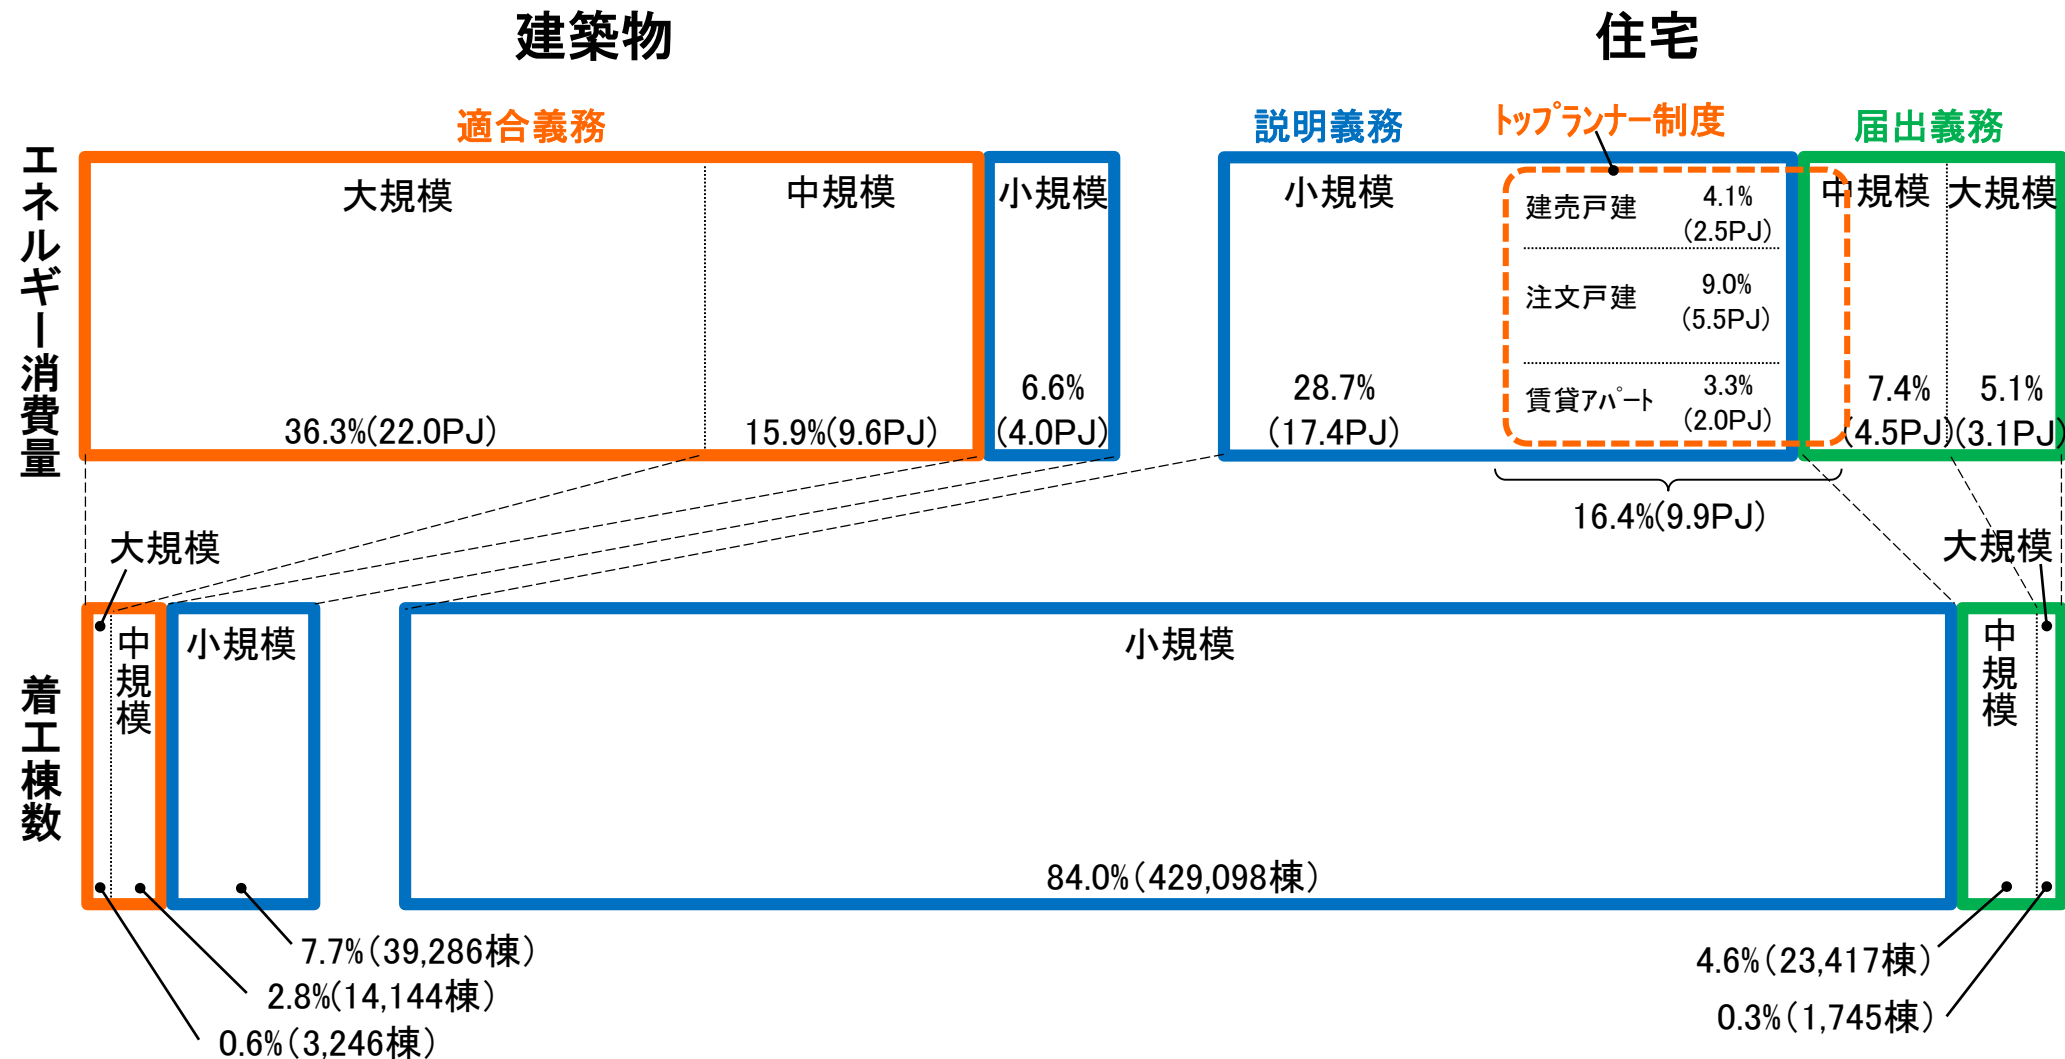 建築物
住宅
適合義務
説明義務
トップランナー制度
届出義務
エネルギー消費量
大規模
中規模
小規模
小規模
建売戸建
4.1%
(2.5PJ)
注文戸建
9.0%
(5.5PJ)
賃貸アパート
3.3%
(2.0PJ)
中規模
大規模
36.3%(22.0PJ)
15.9%(9.6PJ)
6.6%
(4.0PJ)
28.7%
(17.4PJ)
7.4%
(4.5PJ)
5.1%
(3.1PJ)
16.4%(9.9PJ)
着工棟数
大規模
中規模
小規模
小規模
中規模
大規模
84.0%(429,098棟)
7.7%(39,286棟)
2.8%(14,144棟)
0.6%(3,246棟)
4.6%(23,417棟)
0.3%(1,745棟)